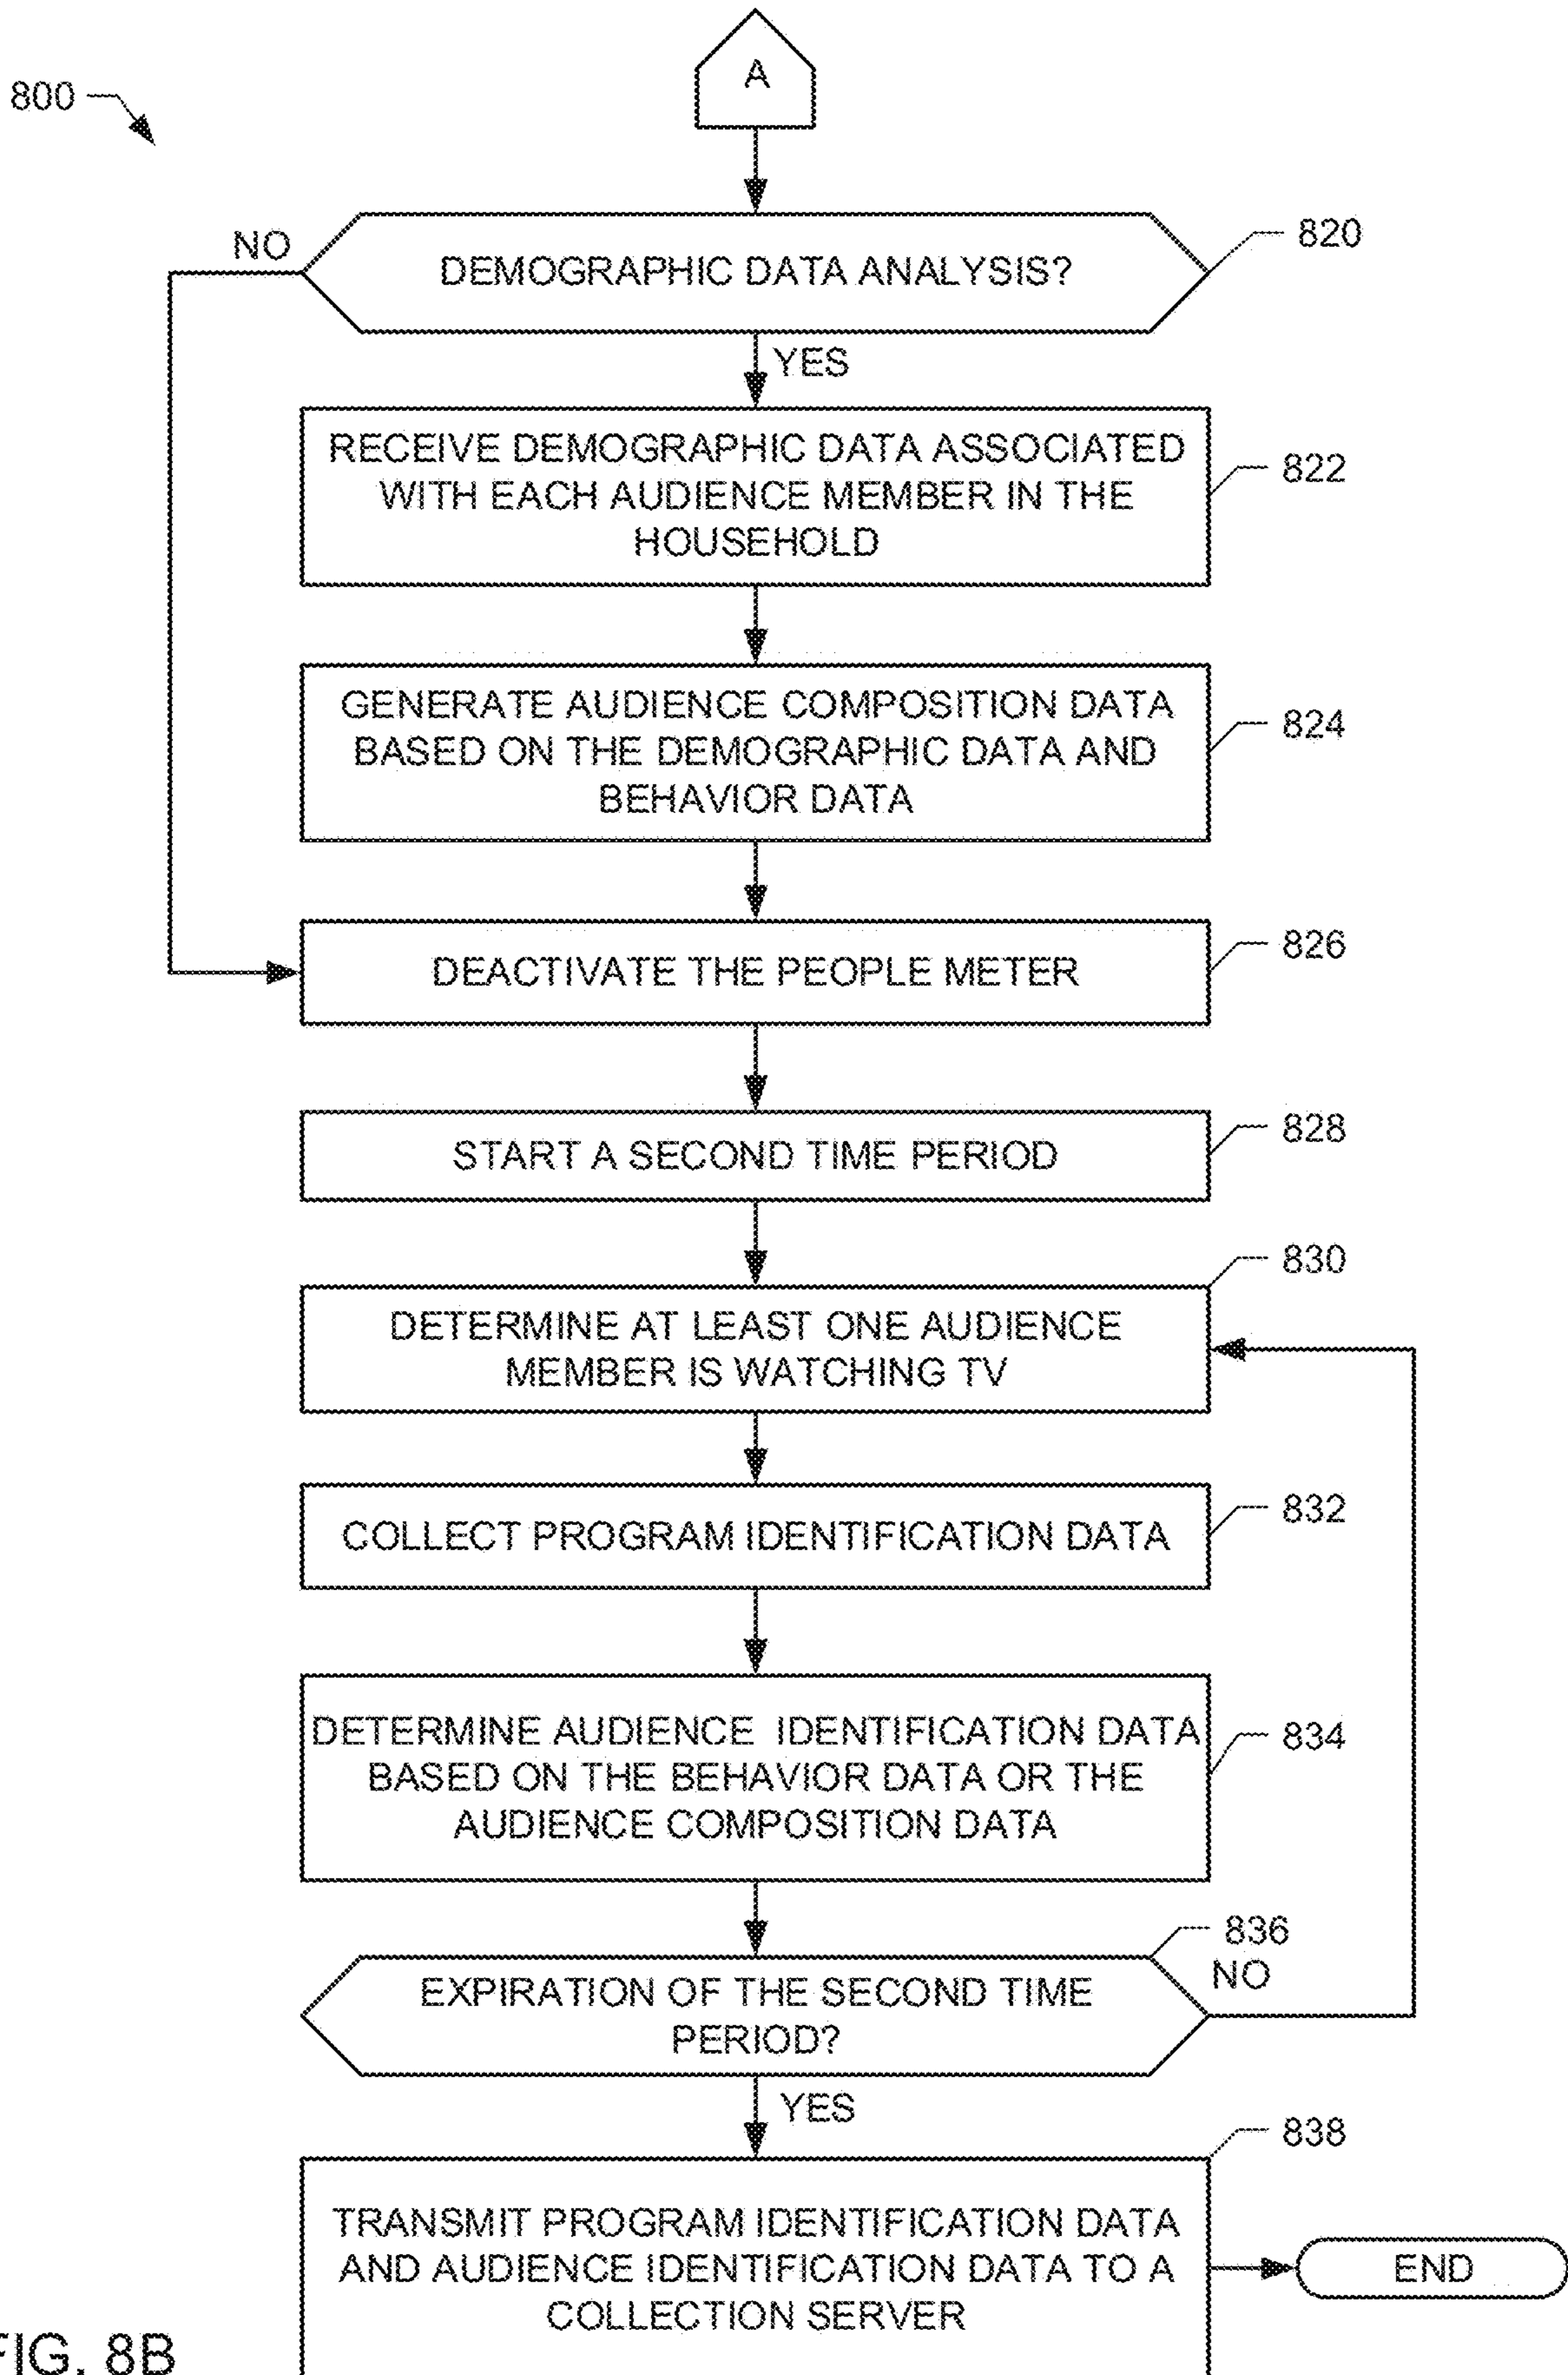 A
800
NO
DEMOGRAPHIC DATA ANALYSIS?
820
YES
RECEIVE DEMOGRAPHIC DATA ASSOCIATED
WITH EACH AUDIENCE MEMBER IN THE
HOUSEHOLD
822
GENERATE AUDIENCE COMPOSITION DATA
BASED ON THE DEMOGRAPHIC DATA AND
BEHAVIOR DATA
824
DEACTIVATE THE PEOPLE METER
826
START A SECOND TIME PERIOD
828
DETERMINE AT LEAST ONE AUDIENCE
MEMBER IS WATCHING TV
830
COLLECT PROGRAM IDENTIFICATION DATA
832
DETERMINE AUDIENCE IDENTIFICATION DATA
BASED ON THE BEHAVIOR DATA OR THE
AUDIENCE COMPOSITION DATA
834
EXPIRATION OF THE SECOND TIME
PERIOD?
836
NO
YES
TRANSMIT PROGRAM IDENTIFICATION DATA
AND AUDIENCE IDENTIFICATION DATA TO A
COLLECTION SERVER
838
END
FIG. 8B